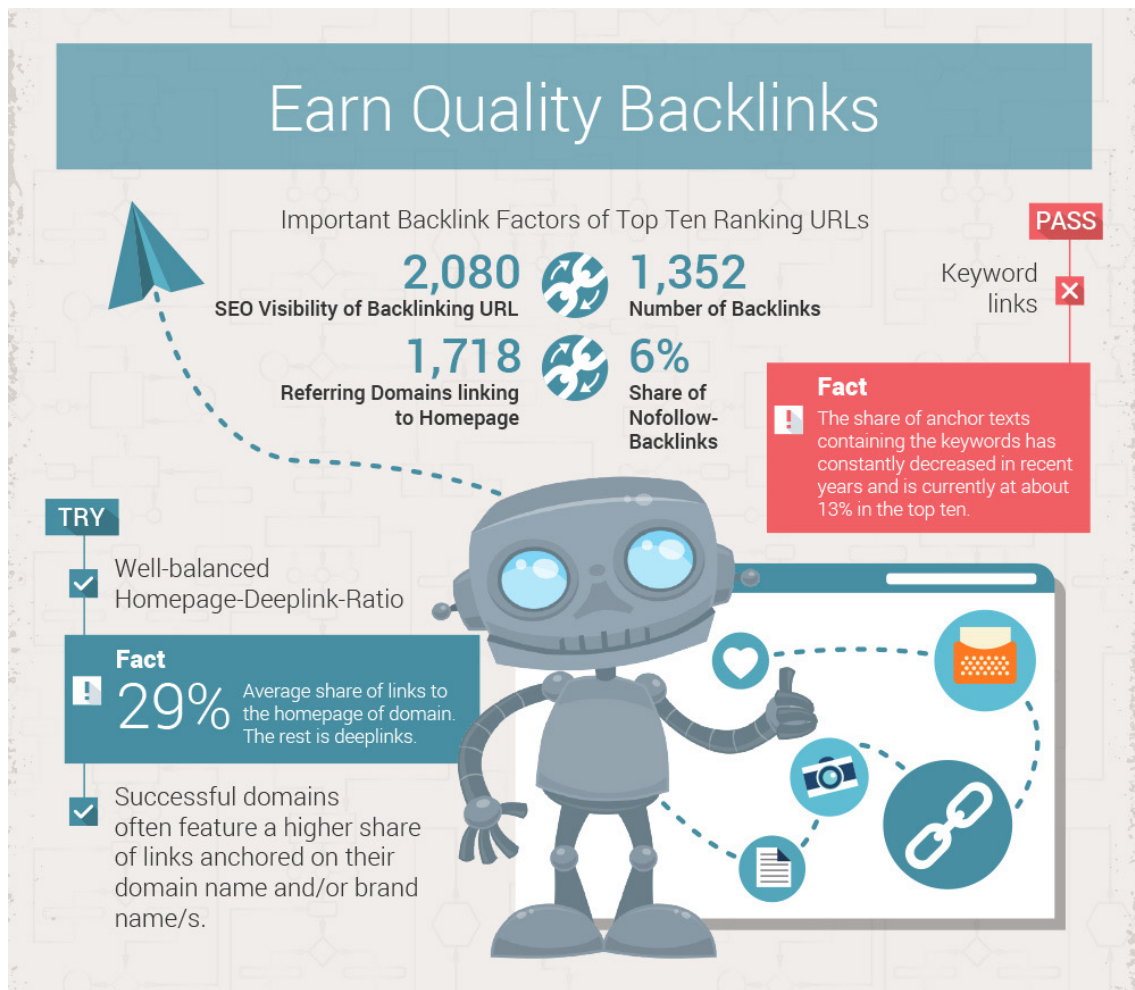 Earn Quality Backlinks
Important Backlink Factors of Top Ten Ranking URLs
2,080
SEO Visibility of Backlinking URL
1,352
Number of Backlinks
1,718
Referring Domains linking
to Homepage
6%
Share of
Nofollow-
Backlinks
PASS
Keyword
links
Fact
The share of anchor texts
containing the keywords has
constantly decreased in recent
years and is currently at about
13% in the top ten.
TRY
Well-balanced
Homepage-Deeplink-Ratio
Fact
29%
Average share of links to
the homepage of domain.
The rest is deeplinks.
Successful domains
often feature a higher share
of links anchored on their
domain name and/or brand
name/s.